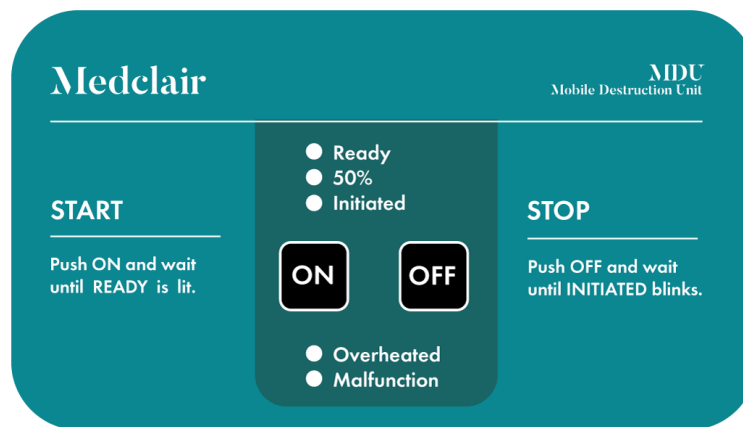 Medclair
MDU
Mobile Destruction Unit
Ready
50%
Initiated
START
Push ON and wait
until READY is lit.
ON
OFF
STOP
Push OFF and wait
until INITIATED blinks.
Overheated
Malfunction